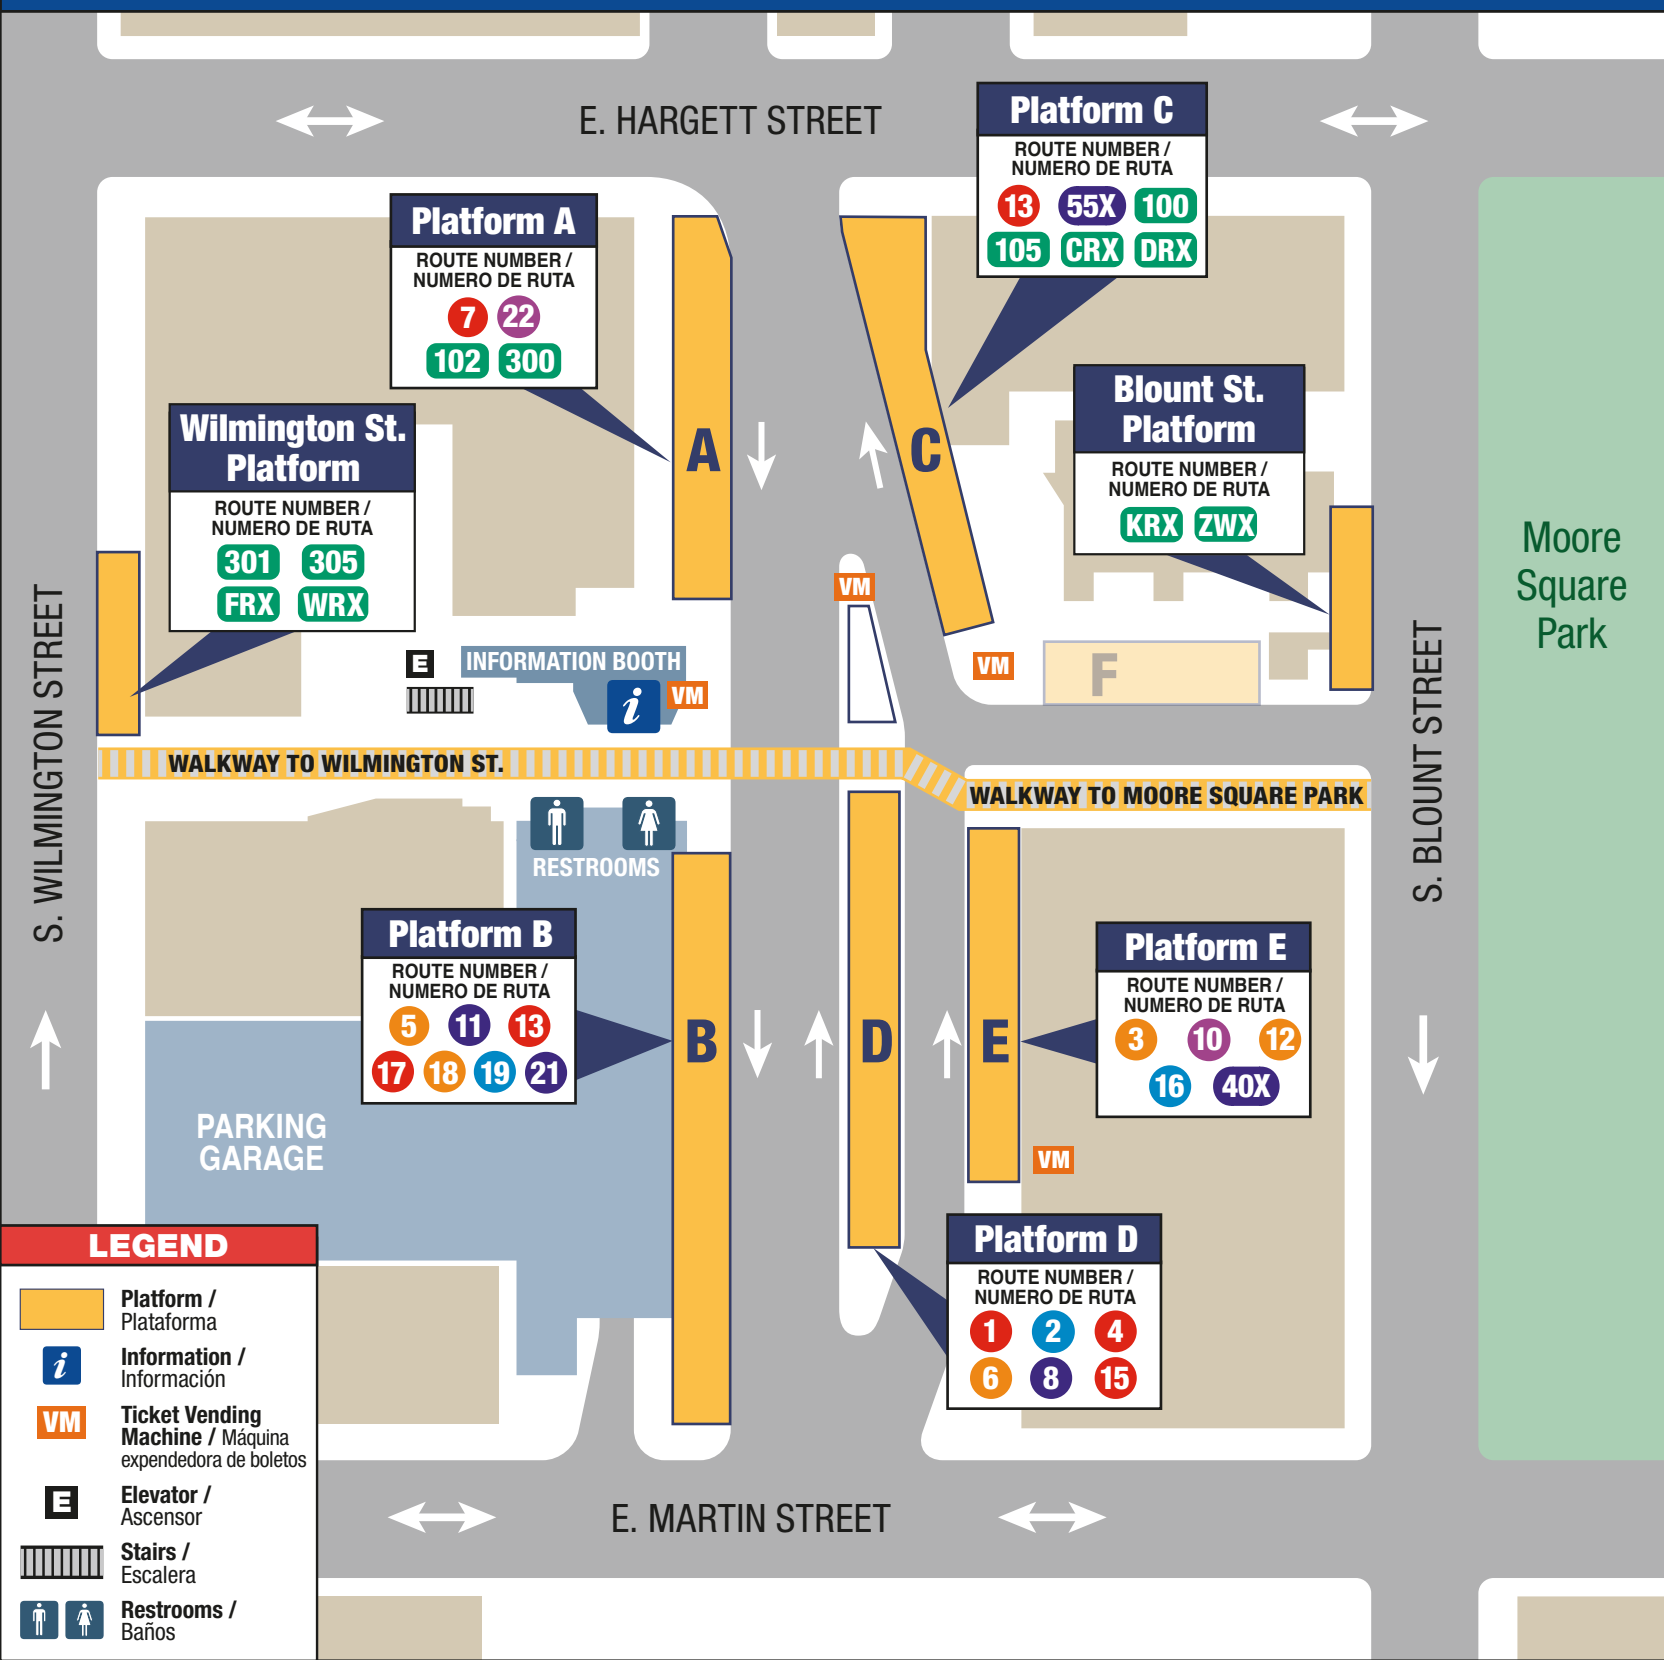 E. HARGETT STREET
Platform C
ROUTE NUMBER /
NUMERO DE RUTA
13 55X 100
105 CRX DRX
Platform A
ROUTE NUMBER /
NUMERO DE RUTA
7 22
102 300
Blount St.
Platform
ROUTE NUMBER /
NUMERO DE RUTA
KRX ZWX
Wilmington St.
Platform
ROUTE NUMBER /
NUMERO DE RUTA
301 305
FRX WRX
A
C
Moore
Square
Park
VM
S. WILMINGTON STREET
E
INFORMATION BOOTH
i
VM
VM
F
S. BLOUNT STREET
WALKWAY TO WILMINGTON ST.
WALKWAY TO MOORE SQUARE PARK
RESTROOMS
Platform B
ROUTE NUMBER /
NUMERO DE RUTA
5 11 13
17 18 19 21
B
D
E
Platform E
ROUTE NUMBER /
NUMERO DE RUTA
3 10 12
16 40X
PARKING
GARAGE
VM
Platform D
ROUTE NUMBER /
NUMERO DE RUTA
1 2 4
6 8 15
LEGEND
Platform /
Plataforma
i
Information /
Información
VM
Ticket Vending
Machine / Máquina
expendedora de boletos
E
Elevator /
Ascensor
Stairs /
Escalera
Restrooms /
Baños
E. MARTIN STREET